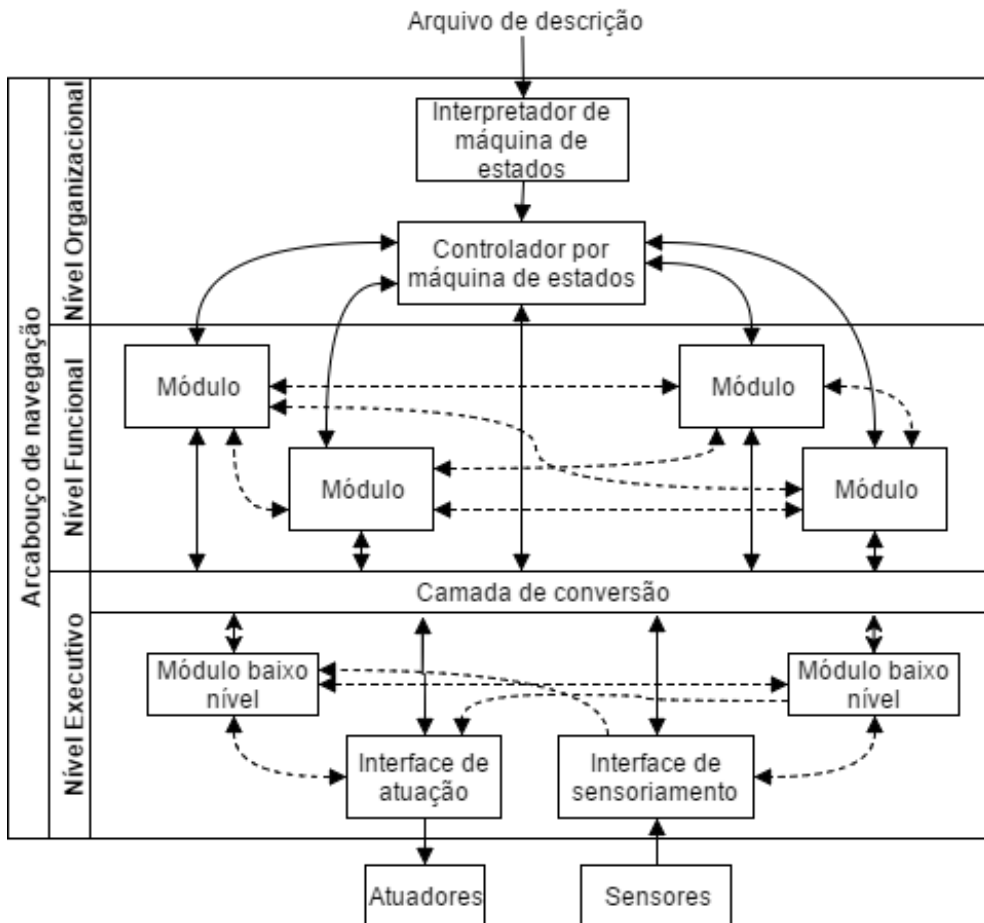 Arquivo de descrição
Arcabouço de navegação
Nível Organizacional
Interpretador de
máquina de
estados
Controlador por
máquina de estados
Nível Funcional
Módulo
Módulo
Módulo
Módulo
Nível Executivo
Camada de conversão
Módulo baixo
nível
Módulo baixo
nível
Interface de
atuação
Interface de
sensoriamento
Atuadores
Sensores